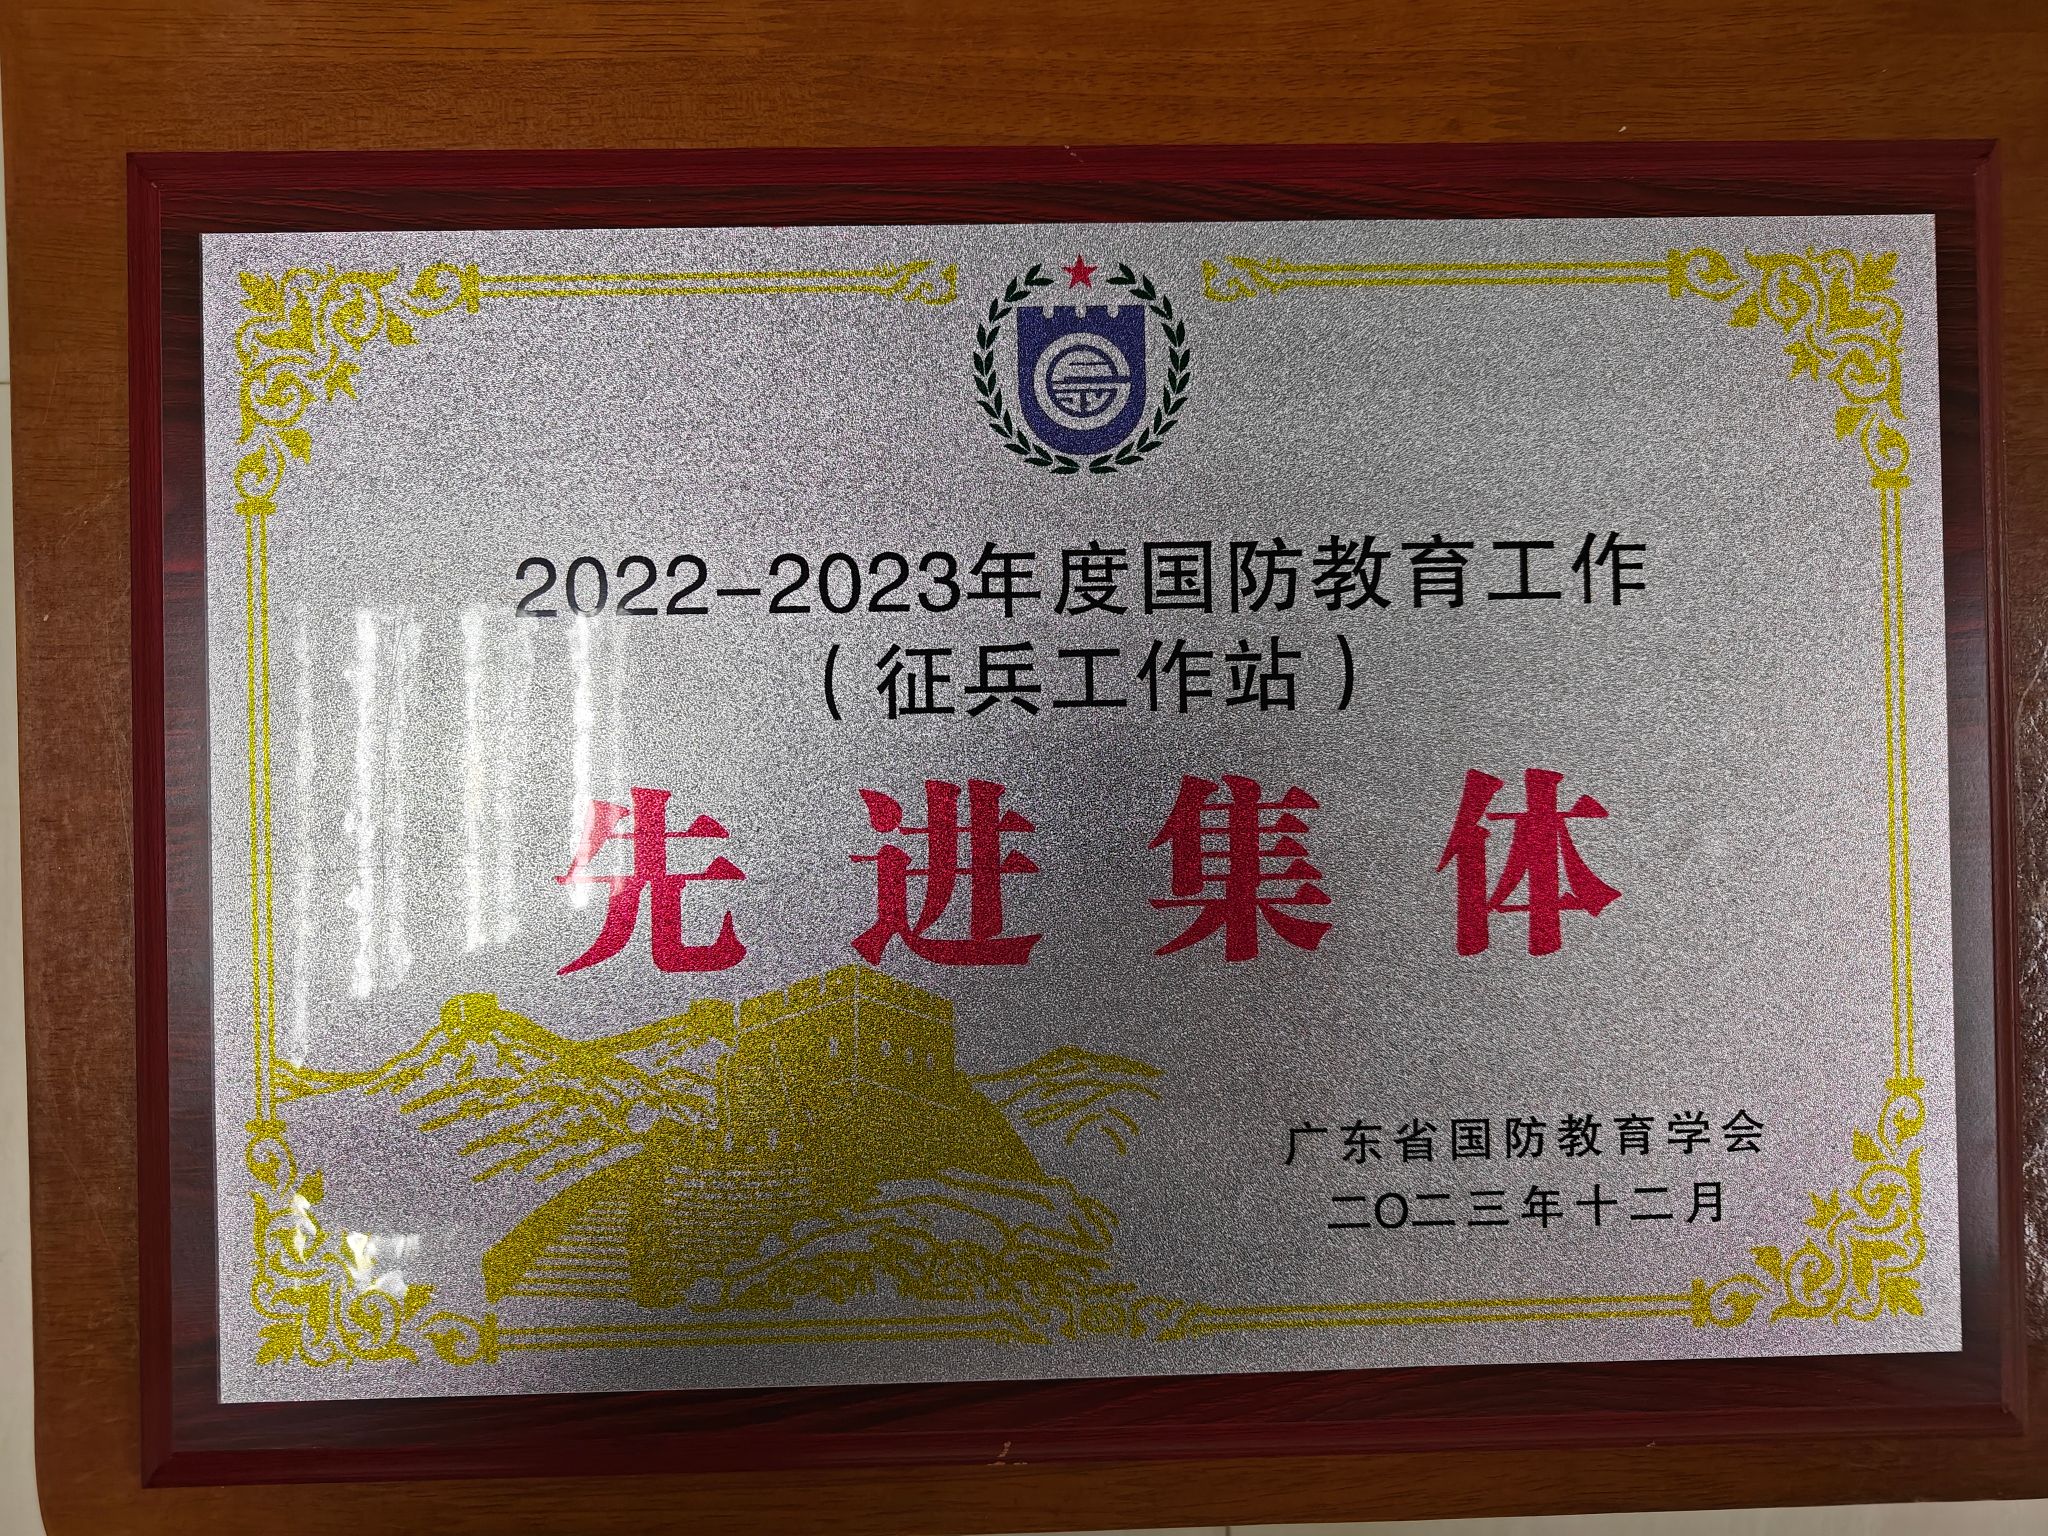 2022-2023年度国防教育工作
（征兵工作站）
先进集体
广东省国防教育学会
二〇二三年十二月